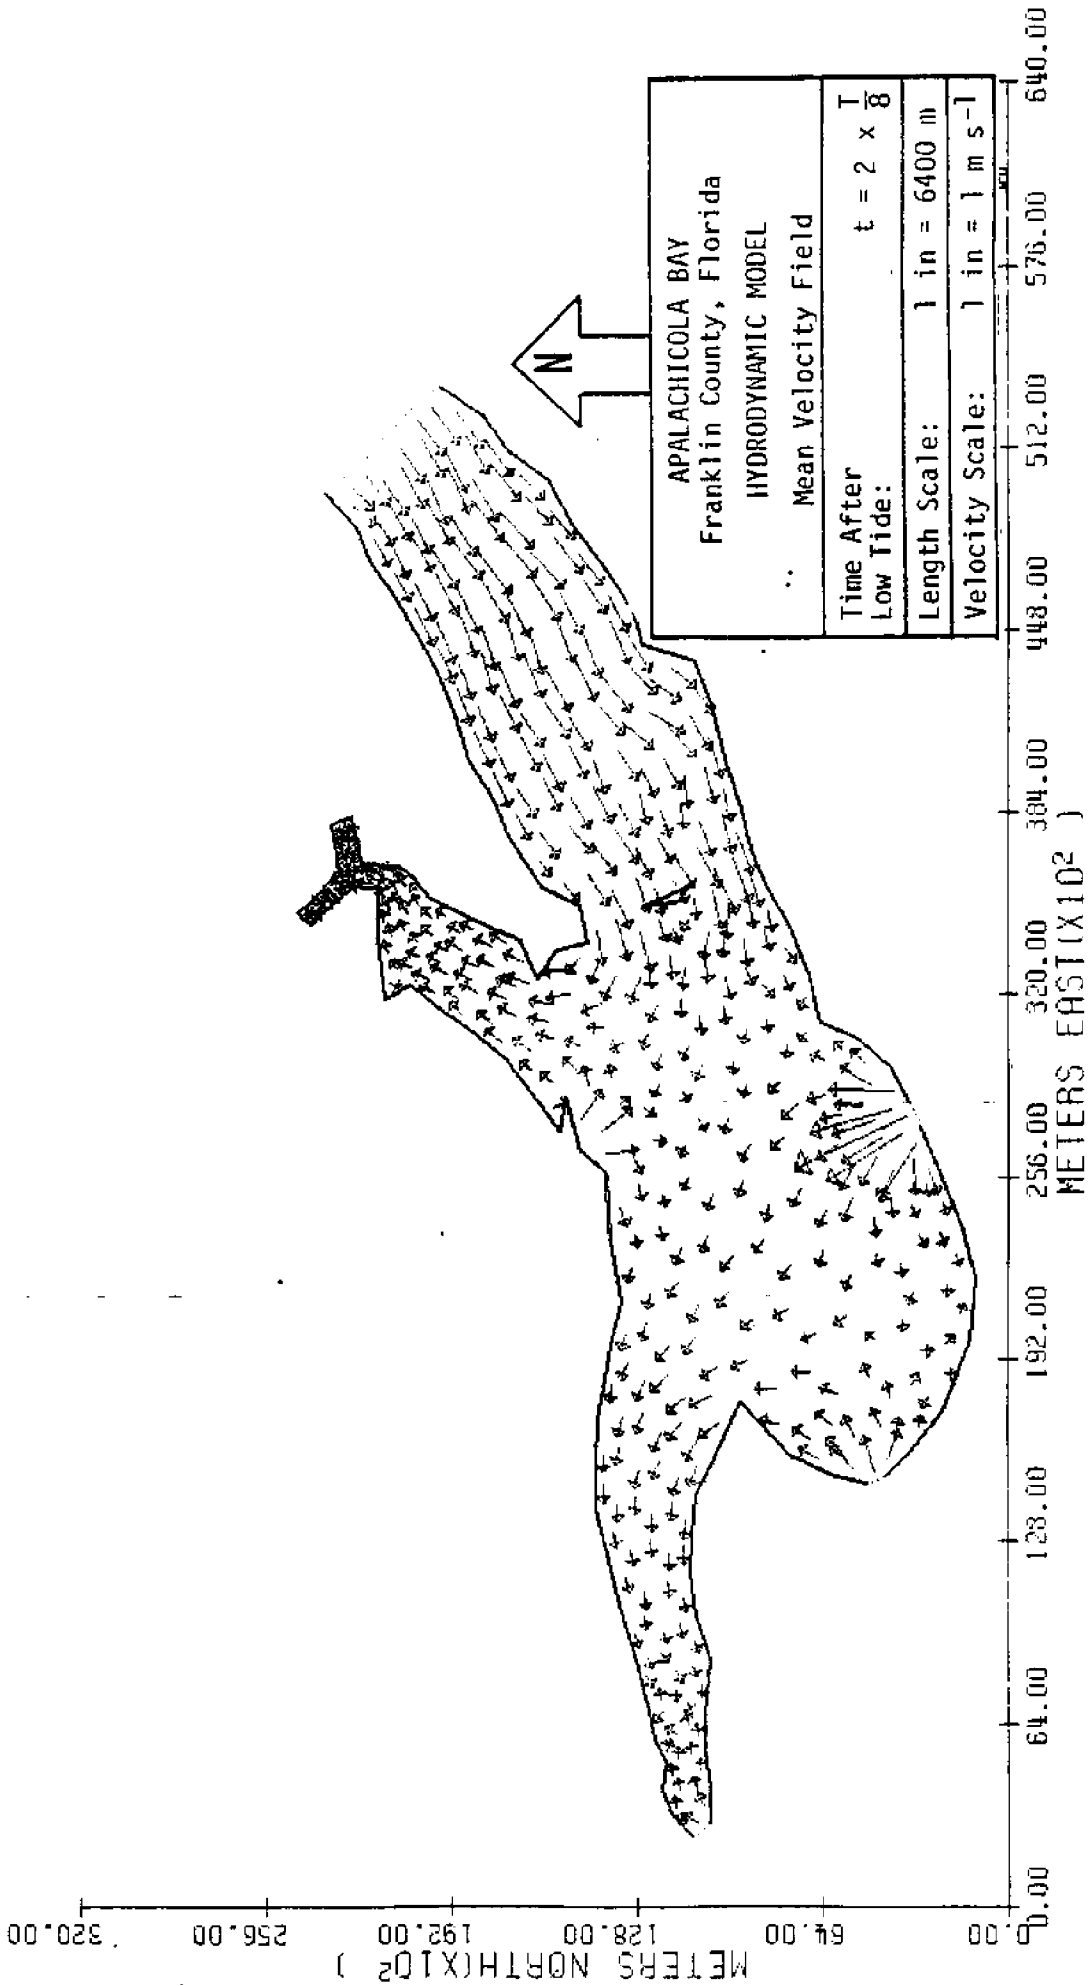 320.00
256.00
192.00
128.00
64.00
0.00
METERS NORTH(X10²)
N
APALACHICOLA BAY
Franklin County, Florida
HYDRODYNAMIC MODEL
Mean Velocity Field
Time After
Low Tide: t = 2 x T/8
Length Scale: 1 in = 6400 m
Velocity Scale: 1 in = 1 m s⁻¹
0.00 64.00 128.00 192.00 256.00 320.00 384.00 448.00 512.00 576.00 640.00
METERS EAST(X10²)